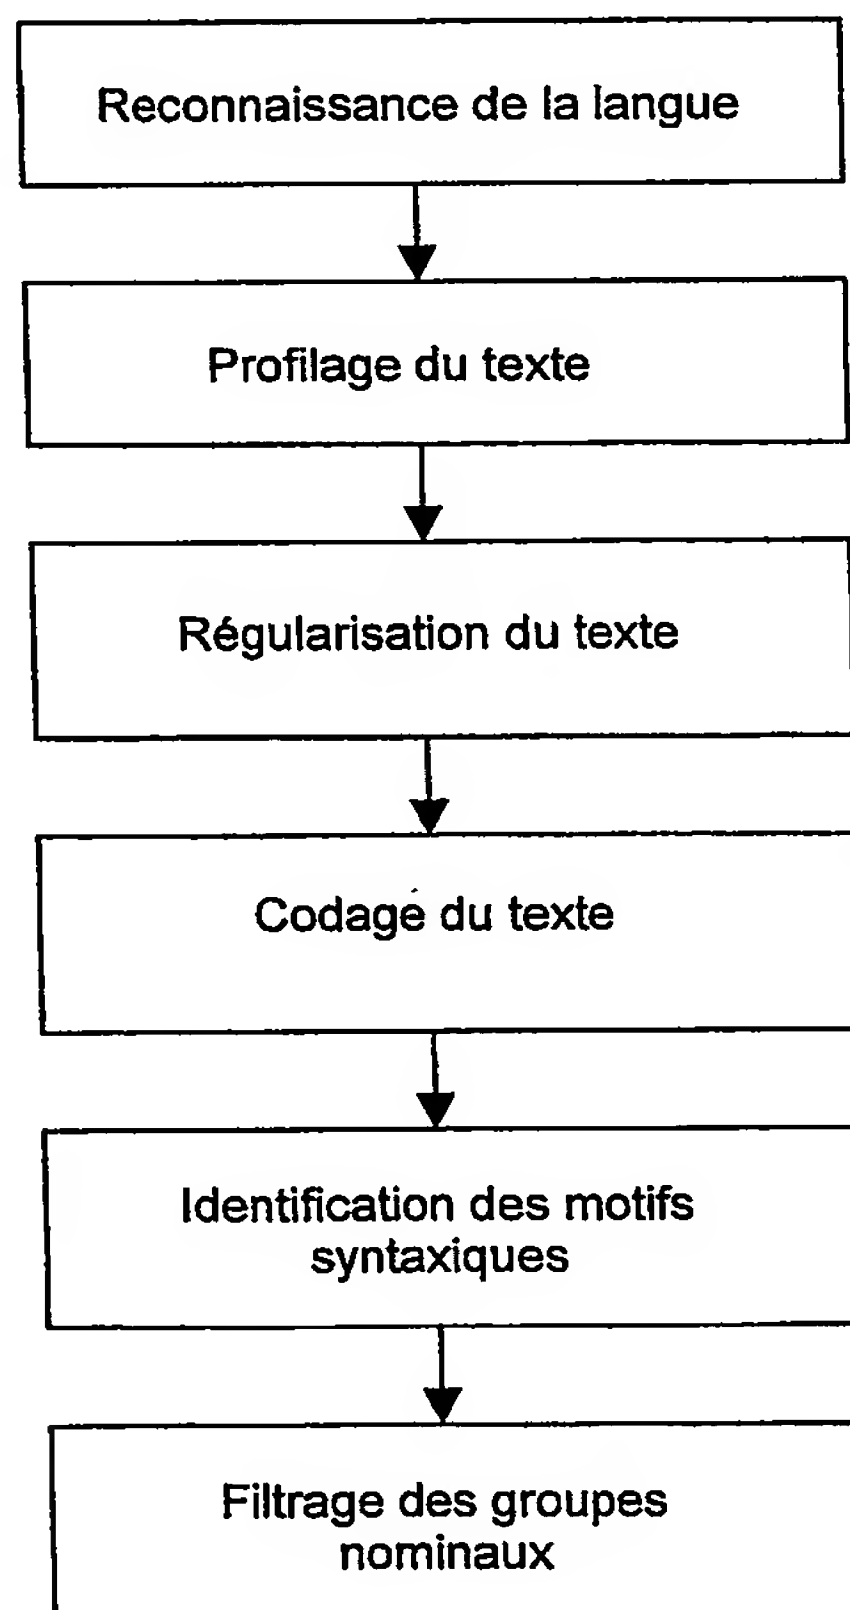 Reconnaissance de la langue
Profilage du texte
Régularisation du texte
Codage du texte
Identification des motifs
syntaxiques
Filtrage des groupes
nominaux